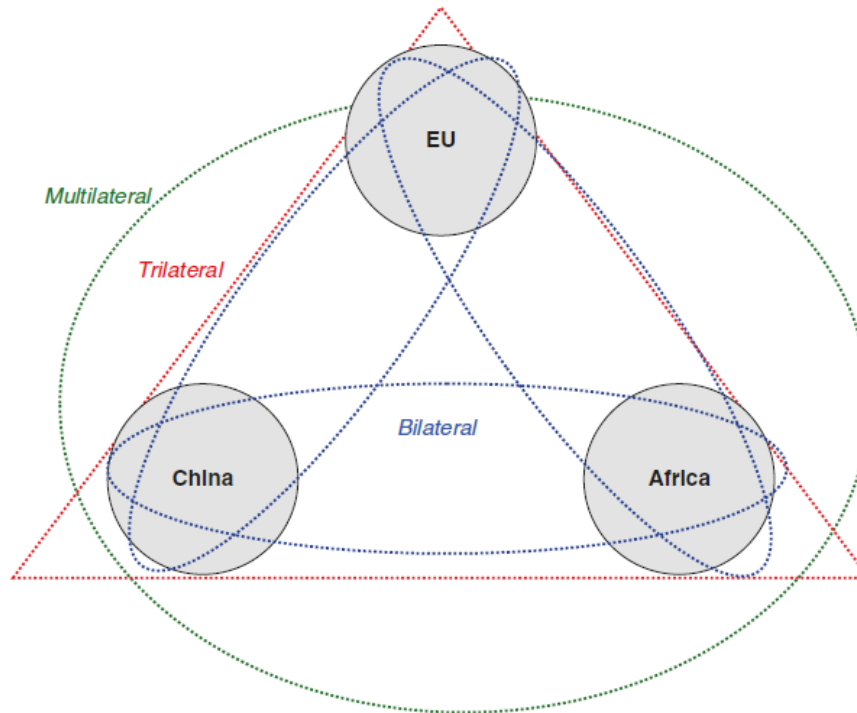 EU
Multilateral
Trilateral
Bilateral
China
Africa